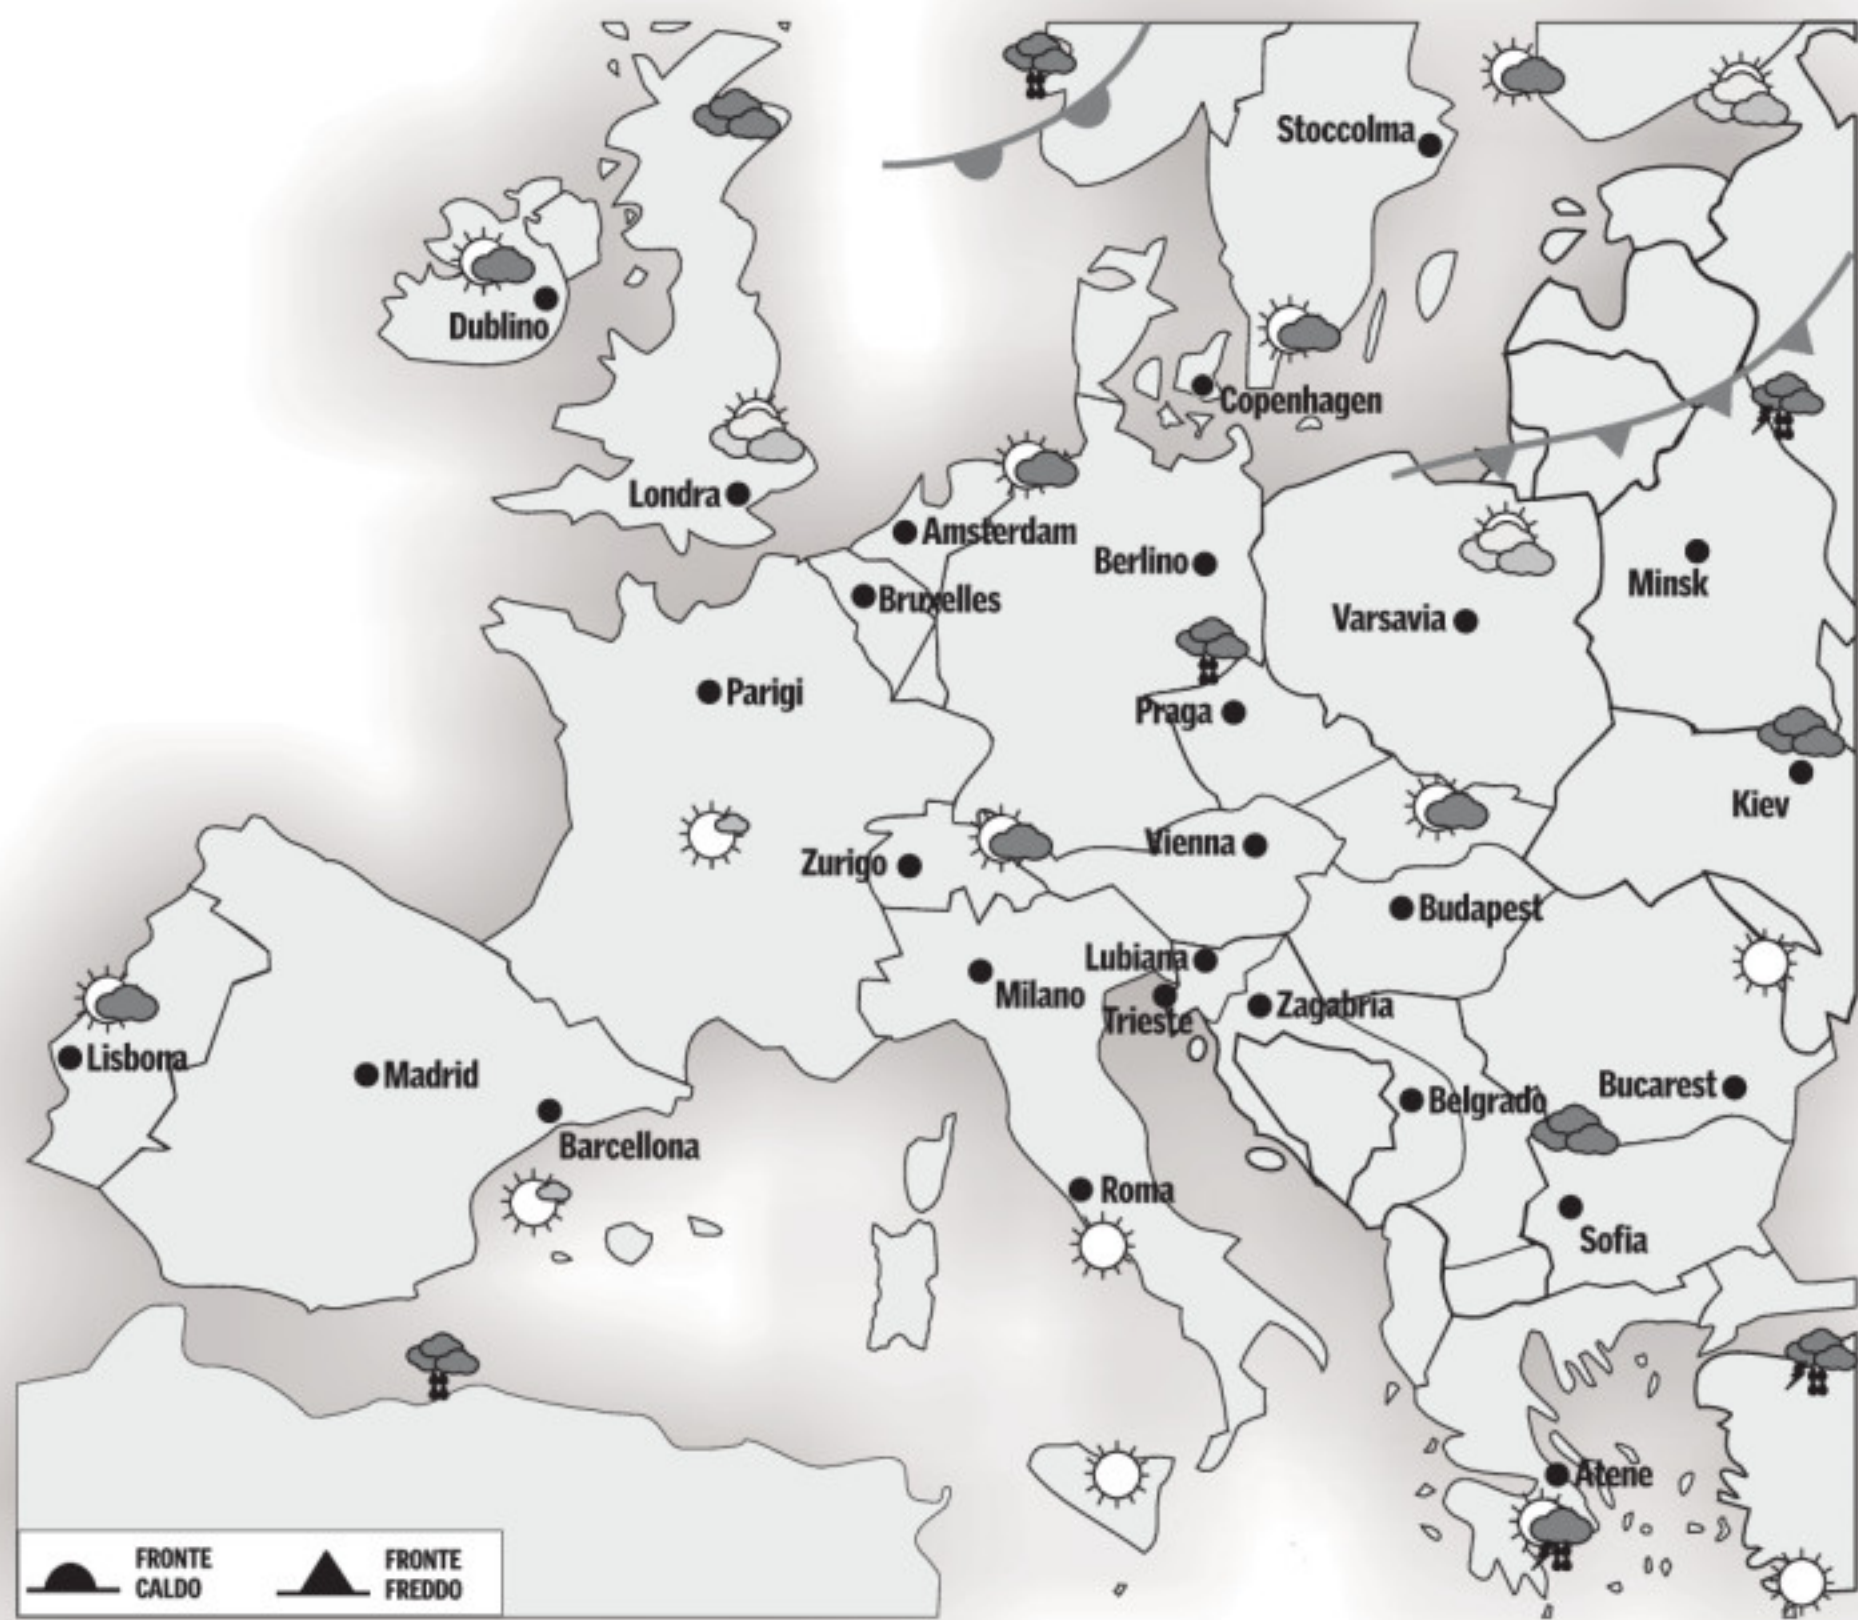 Stoccolma
Dublino
Copenhagen
Londra
Amsterdam
Berlino
Minsk
Bruxelles
Varsavia
Parigi
Praga
Kiev
Vienna
Zurigo
Budapest
Lubiana
Milano
Zagabria
Trieste
Lisbona
Madrid
Bucarest
Belgrado
Barcellona
Roma
Sofia
Atene
FRONTE
CALDO
FRONTE
FREDDO